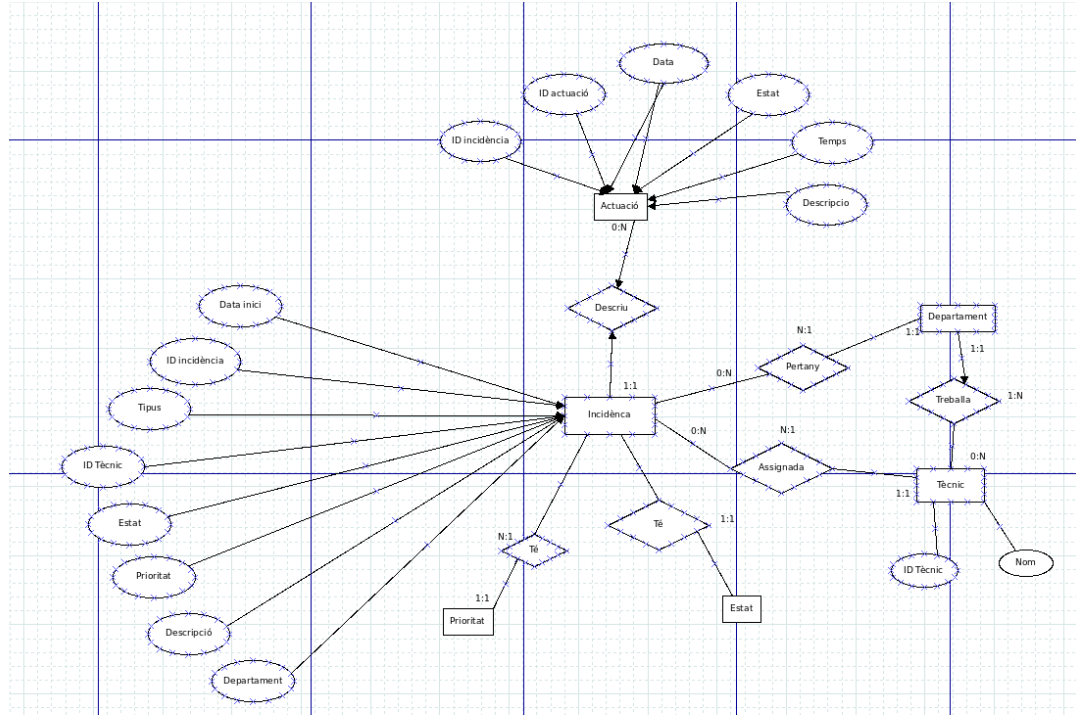 Data
ID actuació
Estat
ID incidència
Temps
Descripcio
Actuació
0:N
Data inici
Descriu
Departament
1:1
N:1
1:1
ID incidència
Pertany
0:N
1:1
Treballa
1:N
Tipus
Incidènca
0:N
N:1
0:N
ID Tècnic
Assignada
Tècnic
1:1
Estat
Té
1:1
N:1
Té
Nom
ID Tècnic
Prioritat
1:1
Estat
Prioritat
Descripció
Departament